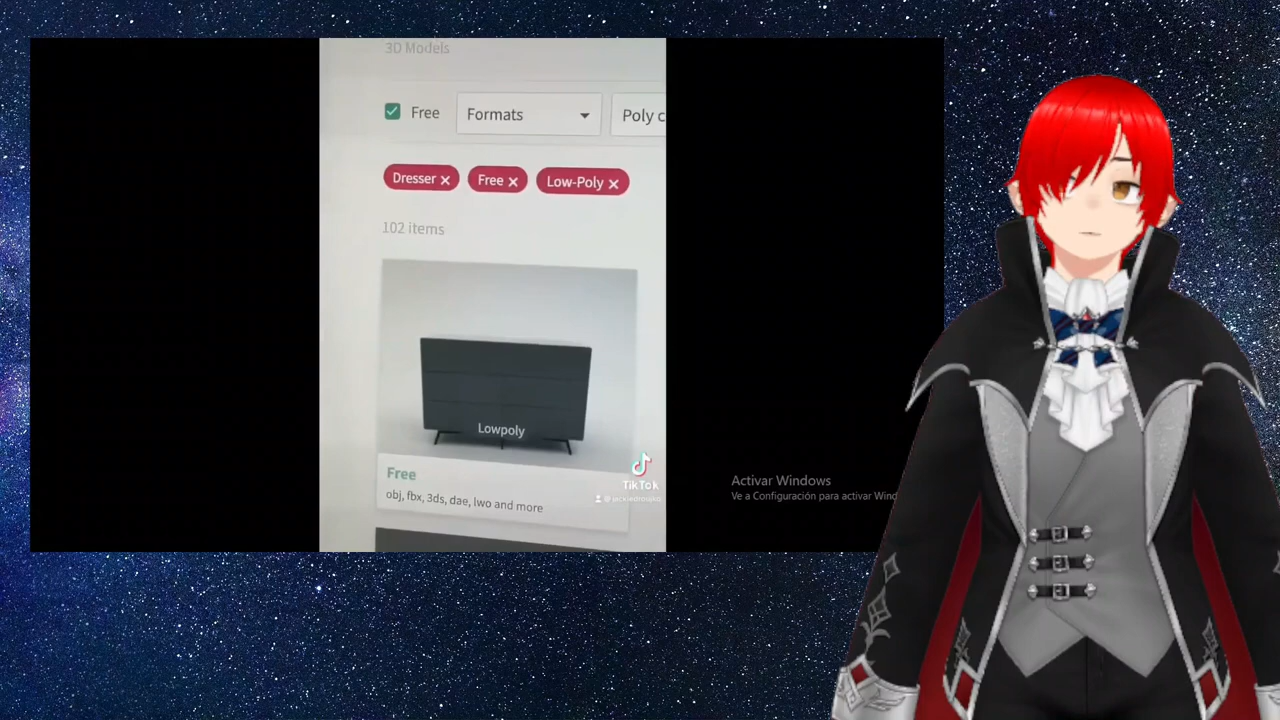 3D Models
Free
Formats
Poly c
Dresser ×
Free ×
Low-Poly ×
102 items
Lowpoly
Free
obj, fbx, 3ds, dae, lwo and more
TikTok
Activar Windows
Ve a Configuración para activar Wind